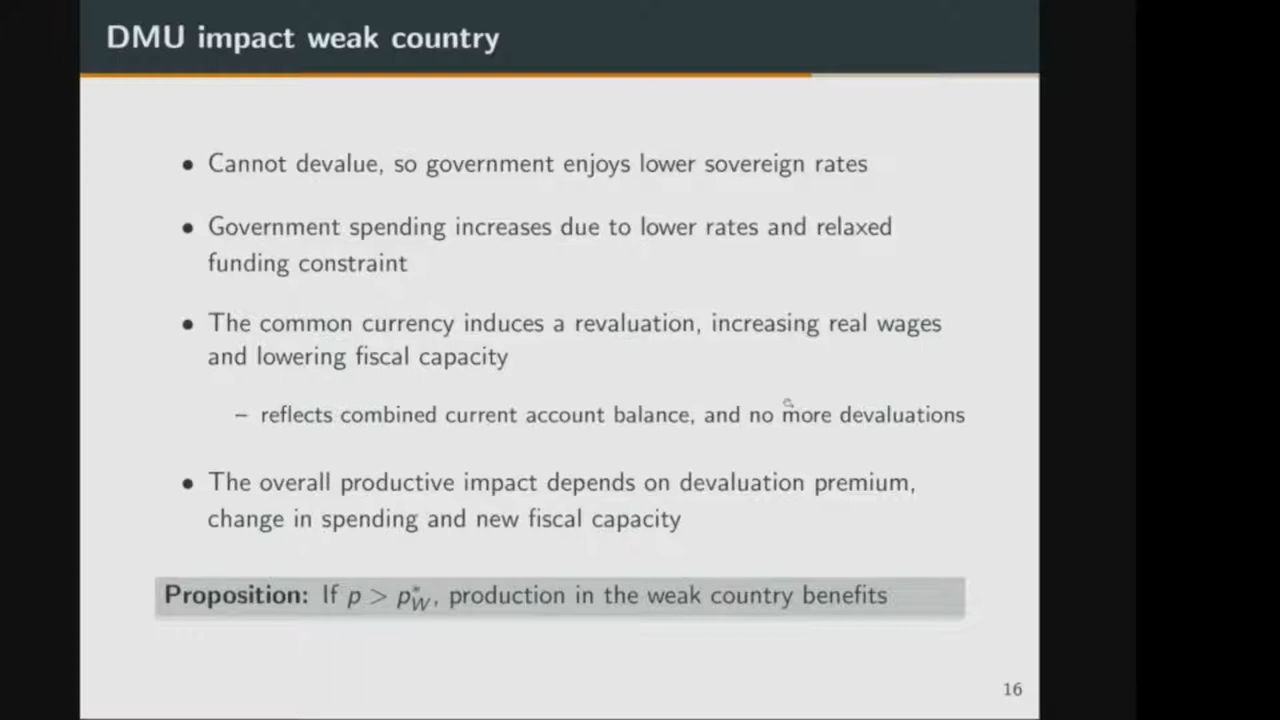 DMU impact weak country
• Cannot devalue, so government enjoys lower sovereign rates
• Government spending increases due to lower rates and relaxed
funding constraint
• The common currency induces a revaluation, increasing real wages
and lowering fiscal capacity
– reflects combined current account balance, and no more devaluations
• The overall productive impact depends on devaluation premium,
change in spending and new fiscal capacity
Proposition: If p > p*_W, production in the weak country benefits
16